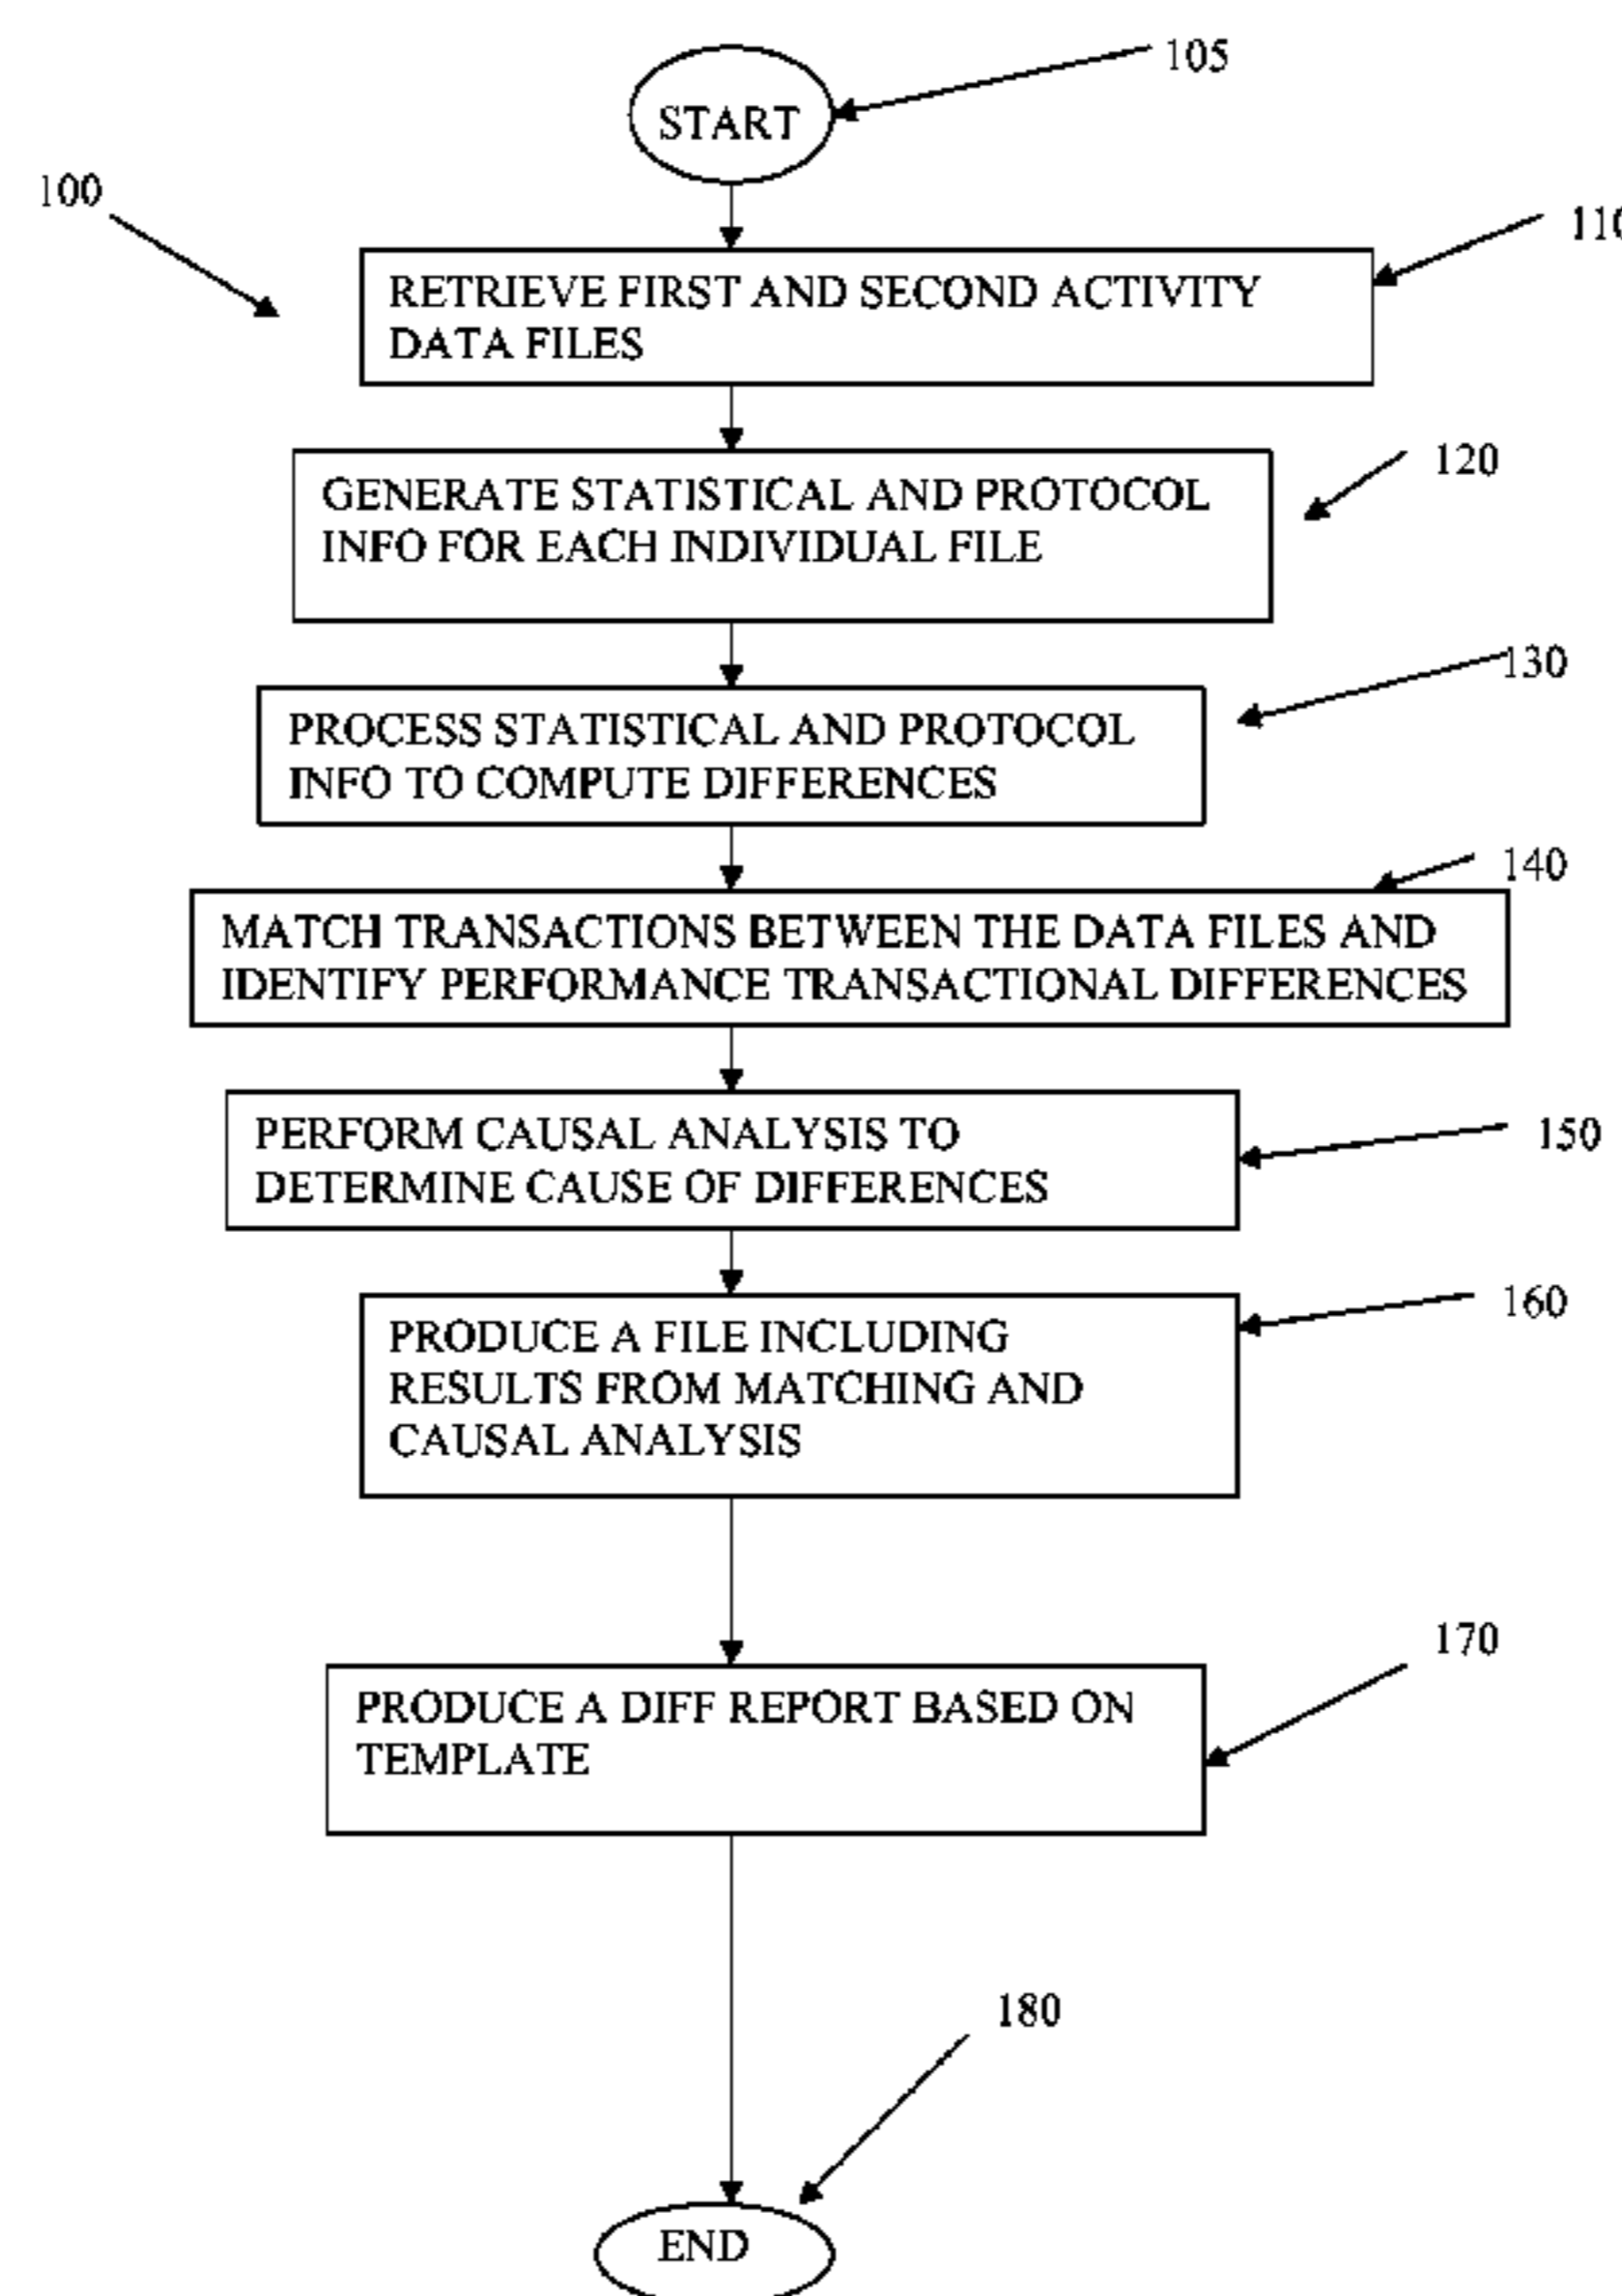 105
START
100
110
RETRIEVE FIRST AND SECOND ACTIVITY
DATA FILES
120
GENERATE STATISTICAL AND PROTOCOL
INFO FOR EACH INDIVIDUAL FILE
130
PROCESS STATISTICAL AND PROTOCOL
INFO TO COMPUTE DIFFERENCES
140
MATCH TRANSACTIONS BETWEEN THE DATA FILES AND
IDENTIFY PERFORMANCE TRANSACTIONAL DIFFERENCES
150
PERFORM CAUSAL ANALYSIS TO
DETERMINE CAUSE OF DIFFERENCES
160
PRODUCE A FILE INCLUDING
RESULTS FROM MATCHING AND
CAUSAL ANALYSIS
170
PRODUCE A DIFF REPORT BASED ON
TEMPLATE
180
END